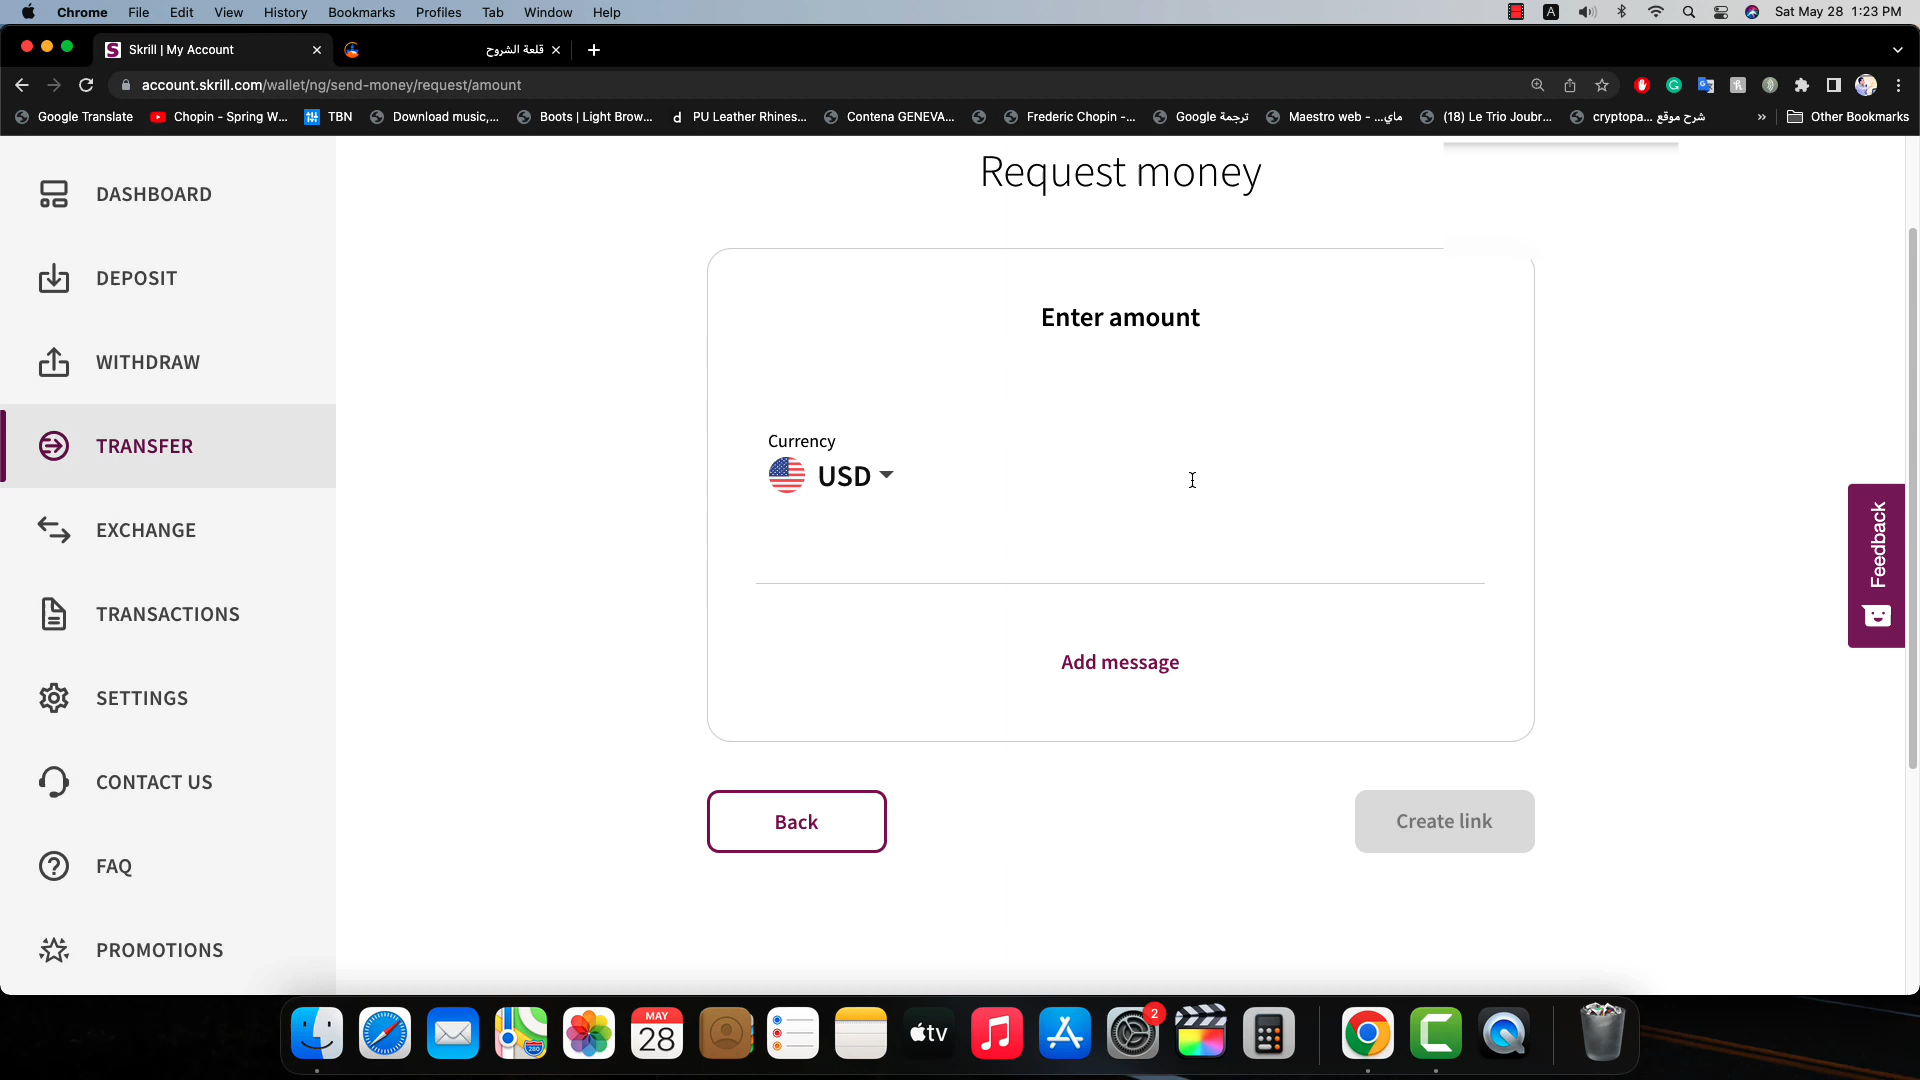 Chrome File Edit View History Bookmarks Profiles Tab Window Help
A Sat May 28 1:23 PM
Skrill | My Account
قلعة الشروح
account.skrill.com/wallet/ng/send-money/request/amount
Google Translate Chopin - Spring W... TBN Download music,... Boots | Light Brow... PU Leather Rhines... Contena GENEVA... Frederic Chopin -... Google ترجمة Maestro web - ...ماي (18) Le Trio Joubr... cryptopa... شرح موقع » Other Bookmarks
Request money
DASHBOARD
DEPOSIT
WITHDRAW
TRANSFER
EXCHANGE
TRANSACTIONS
SETTINGS
CONTACT US
FAQ
PROMOTIONS
Enter amount
Currency
USD
Add message
Back
Create link
Feedback
MAY
28
280
tv
2